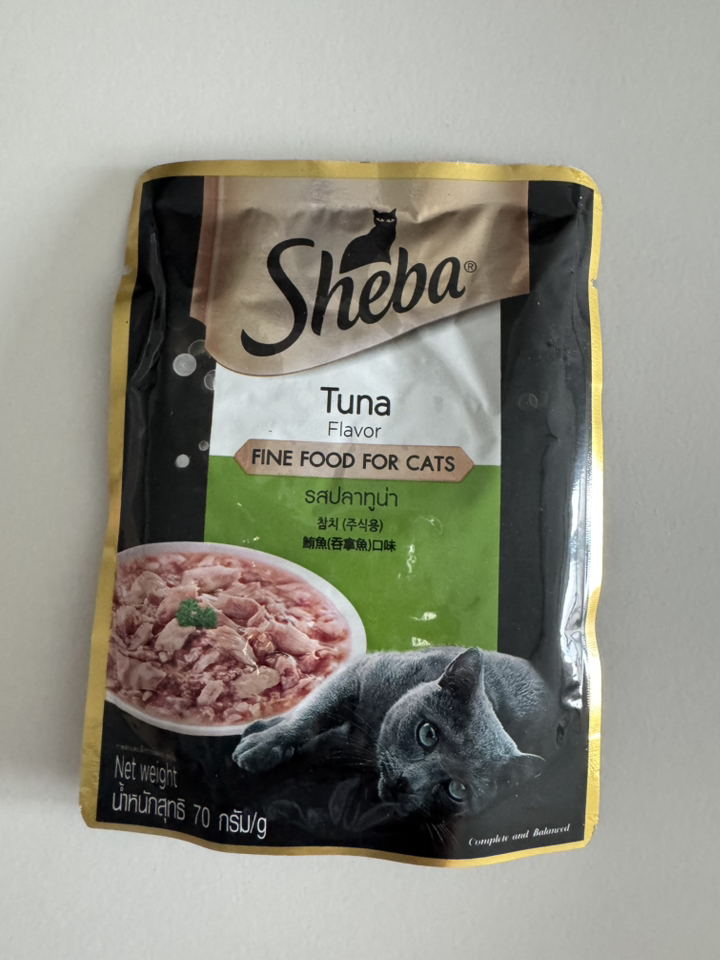 Sheba®
Tuna
Flavor
FINE FOOD FOR CATS
รสปลาทูน่า
참치 (주식용)
鮪魚(吞拿魚)口味
Net weight
น้ำหนักสุทธิ 70 กรัม/g
Complete and Balanced